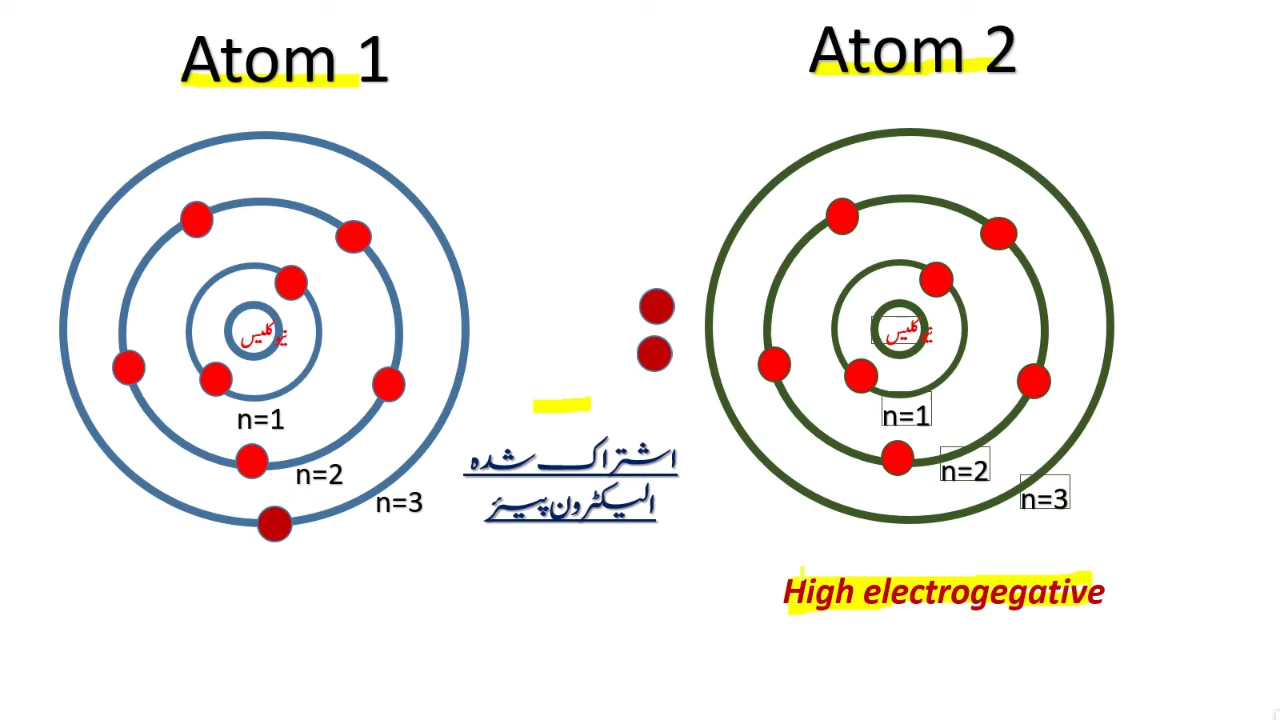 Atom 1
Atom 2
نیوکلیس
n=1
n=2
n=3
اشتراک شدہ
الیکٹرون پیئر
نیوکلیس
n=1
n=2
n=3
High electrogegative